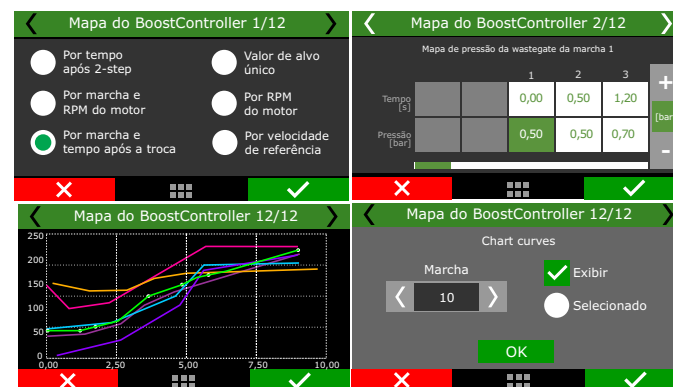 Mapa do BoostController 1/12
Por tempo
após 2-step
Valor de alvo
único
Por marcha e
RPM do motor
Por RPM
do motor
Por marcha e
tempo após a troca
Por velocidade
de referência
Mapa do BoostController 2/12
Mapa de pressão da wastegate da marcha 1
1 2 3
Tempo
[s]
0,00 0,50 1,20
+
[bar
Pressão
[bar]
0,50 0,50 0,70
-
Mapa do BoostController 12/12
250
200
150
100
50
0
0,00 2,50 5,00 7,50 10,00
Mapa do BoostController 12/12
Chart curves
Marcha
Exibir
10
Selecionado
OK